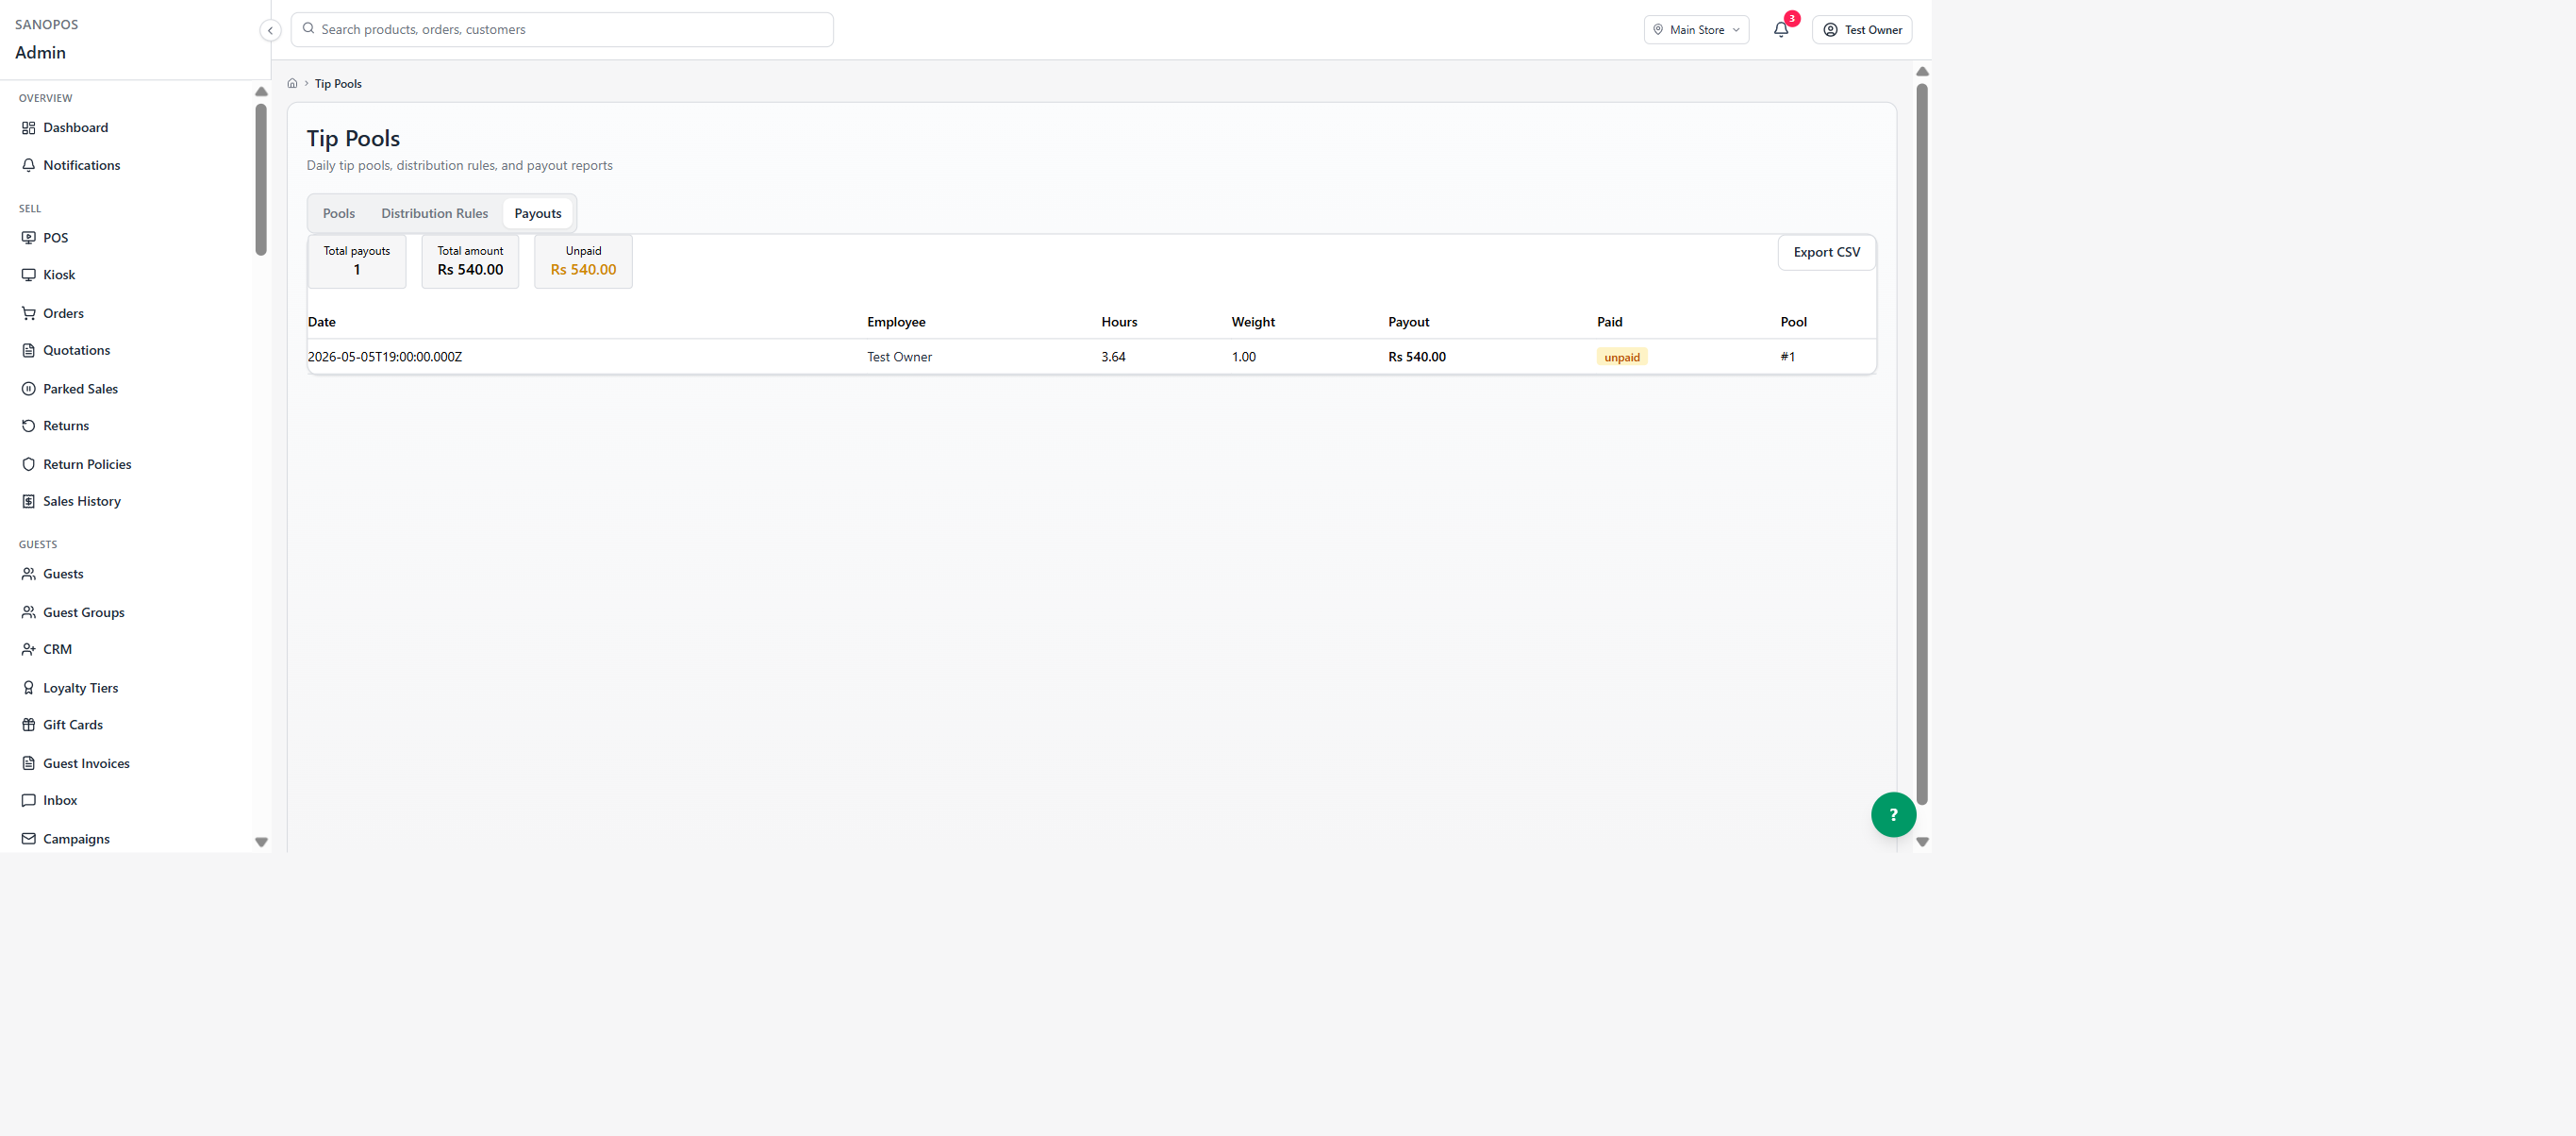 SANOPOS
Admin
Search products, orders, customers
Main Store
3
Test Owner
OVERVIEW
Dashboard
Notifications
SELL
POS
Kiosk
Orders
Quotations
Parked Sales
Returns
Return Policies
Sales History
GUESTS
Guests
Guest Groups
CRM
Loyalty Tiers
Gift Cards
Guest Invoices
Inbox
Campaigns
Tip Pools
Tip Pools
Daily tip pools, distribution rules, and payout reports
Pools Distribution Rules Payouts
Total payouts
1
Total amount
Rs 540.00
Unpaid
Rs 540.00
Export CSV
Date Employee Hours Weight Payout Paid Pool
2026-05-05T19:00:00.000Z Test Owner 3.64 1.00 Rs 540.00 unpaid #1
?